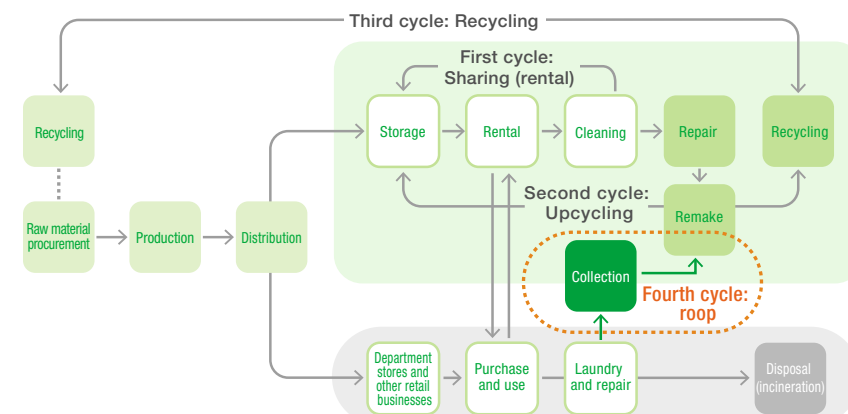 Third cycle: Recycling
First cycle:
Sharing (rental)
Recycling
Storage
Rental
Cleaning
Repair
Recycling
Second cycle:
Upcycling
Remake
Raw material
procurement
Production
Distribution
Collection
Fourth cycle:
roop
Department
stores and
other retail
businesses
Purchase
and use
Laundry
and repair
Disposal
(incineration)